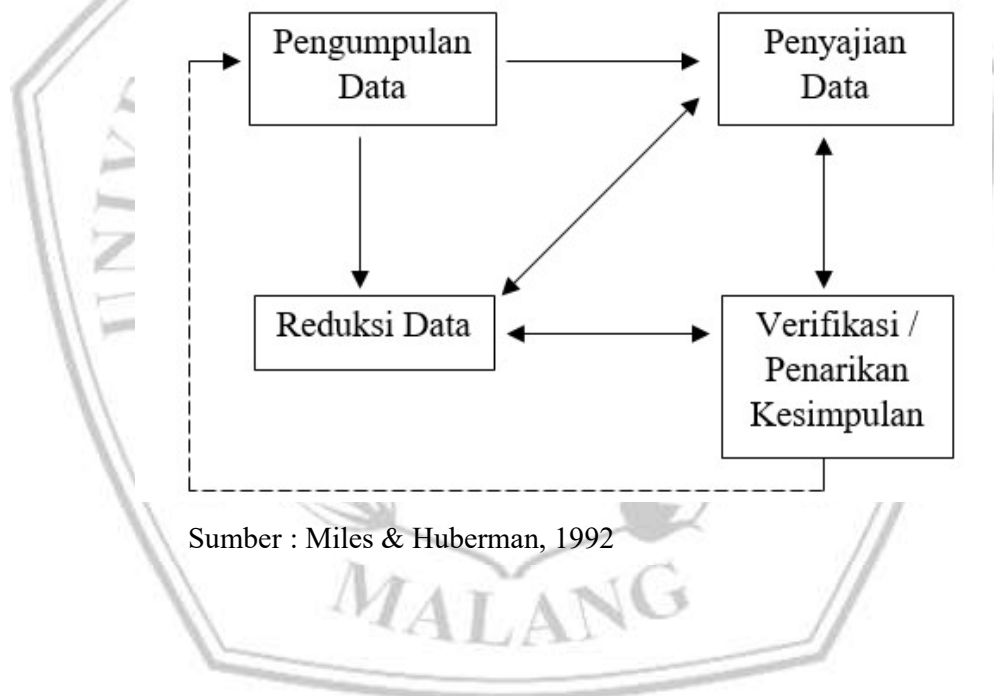 Pengumpulan
Data
Penyajian
Data
Reduksi Data
Verifikasi /
Penarikan
Kesimpulan
Sumber : Miles & Huberman, 1992
MALANG